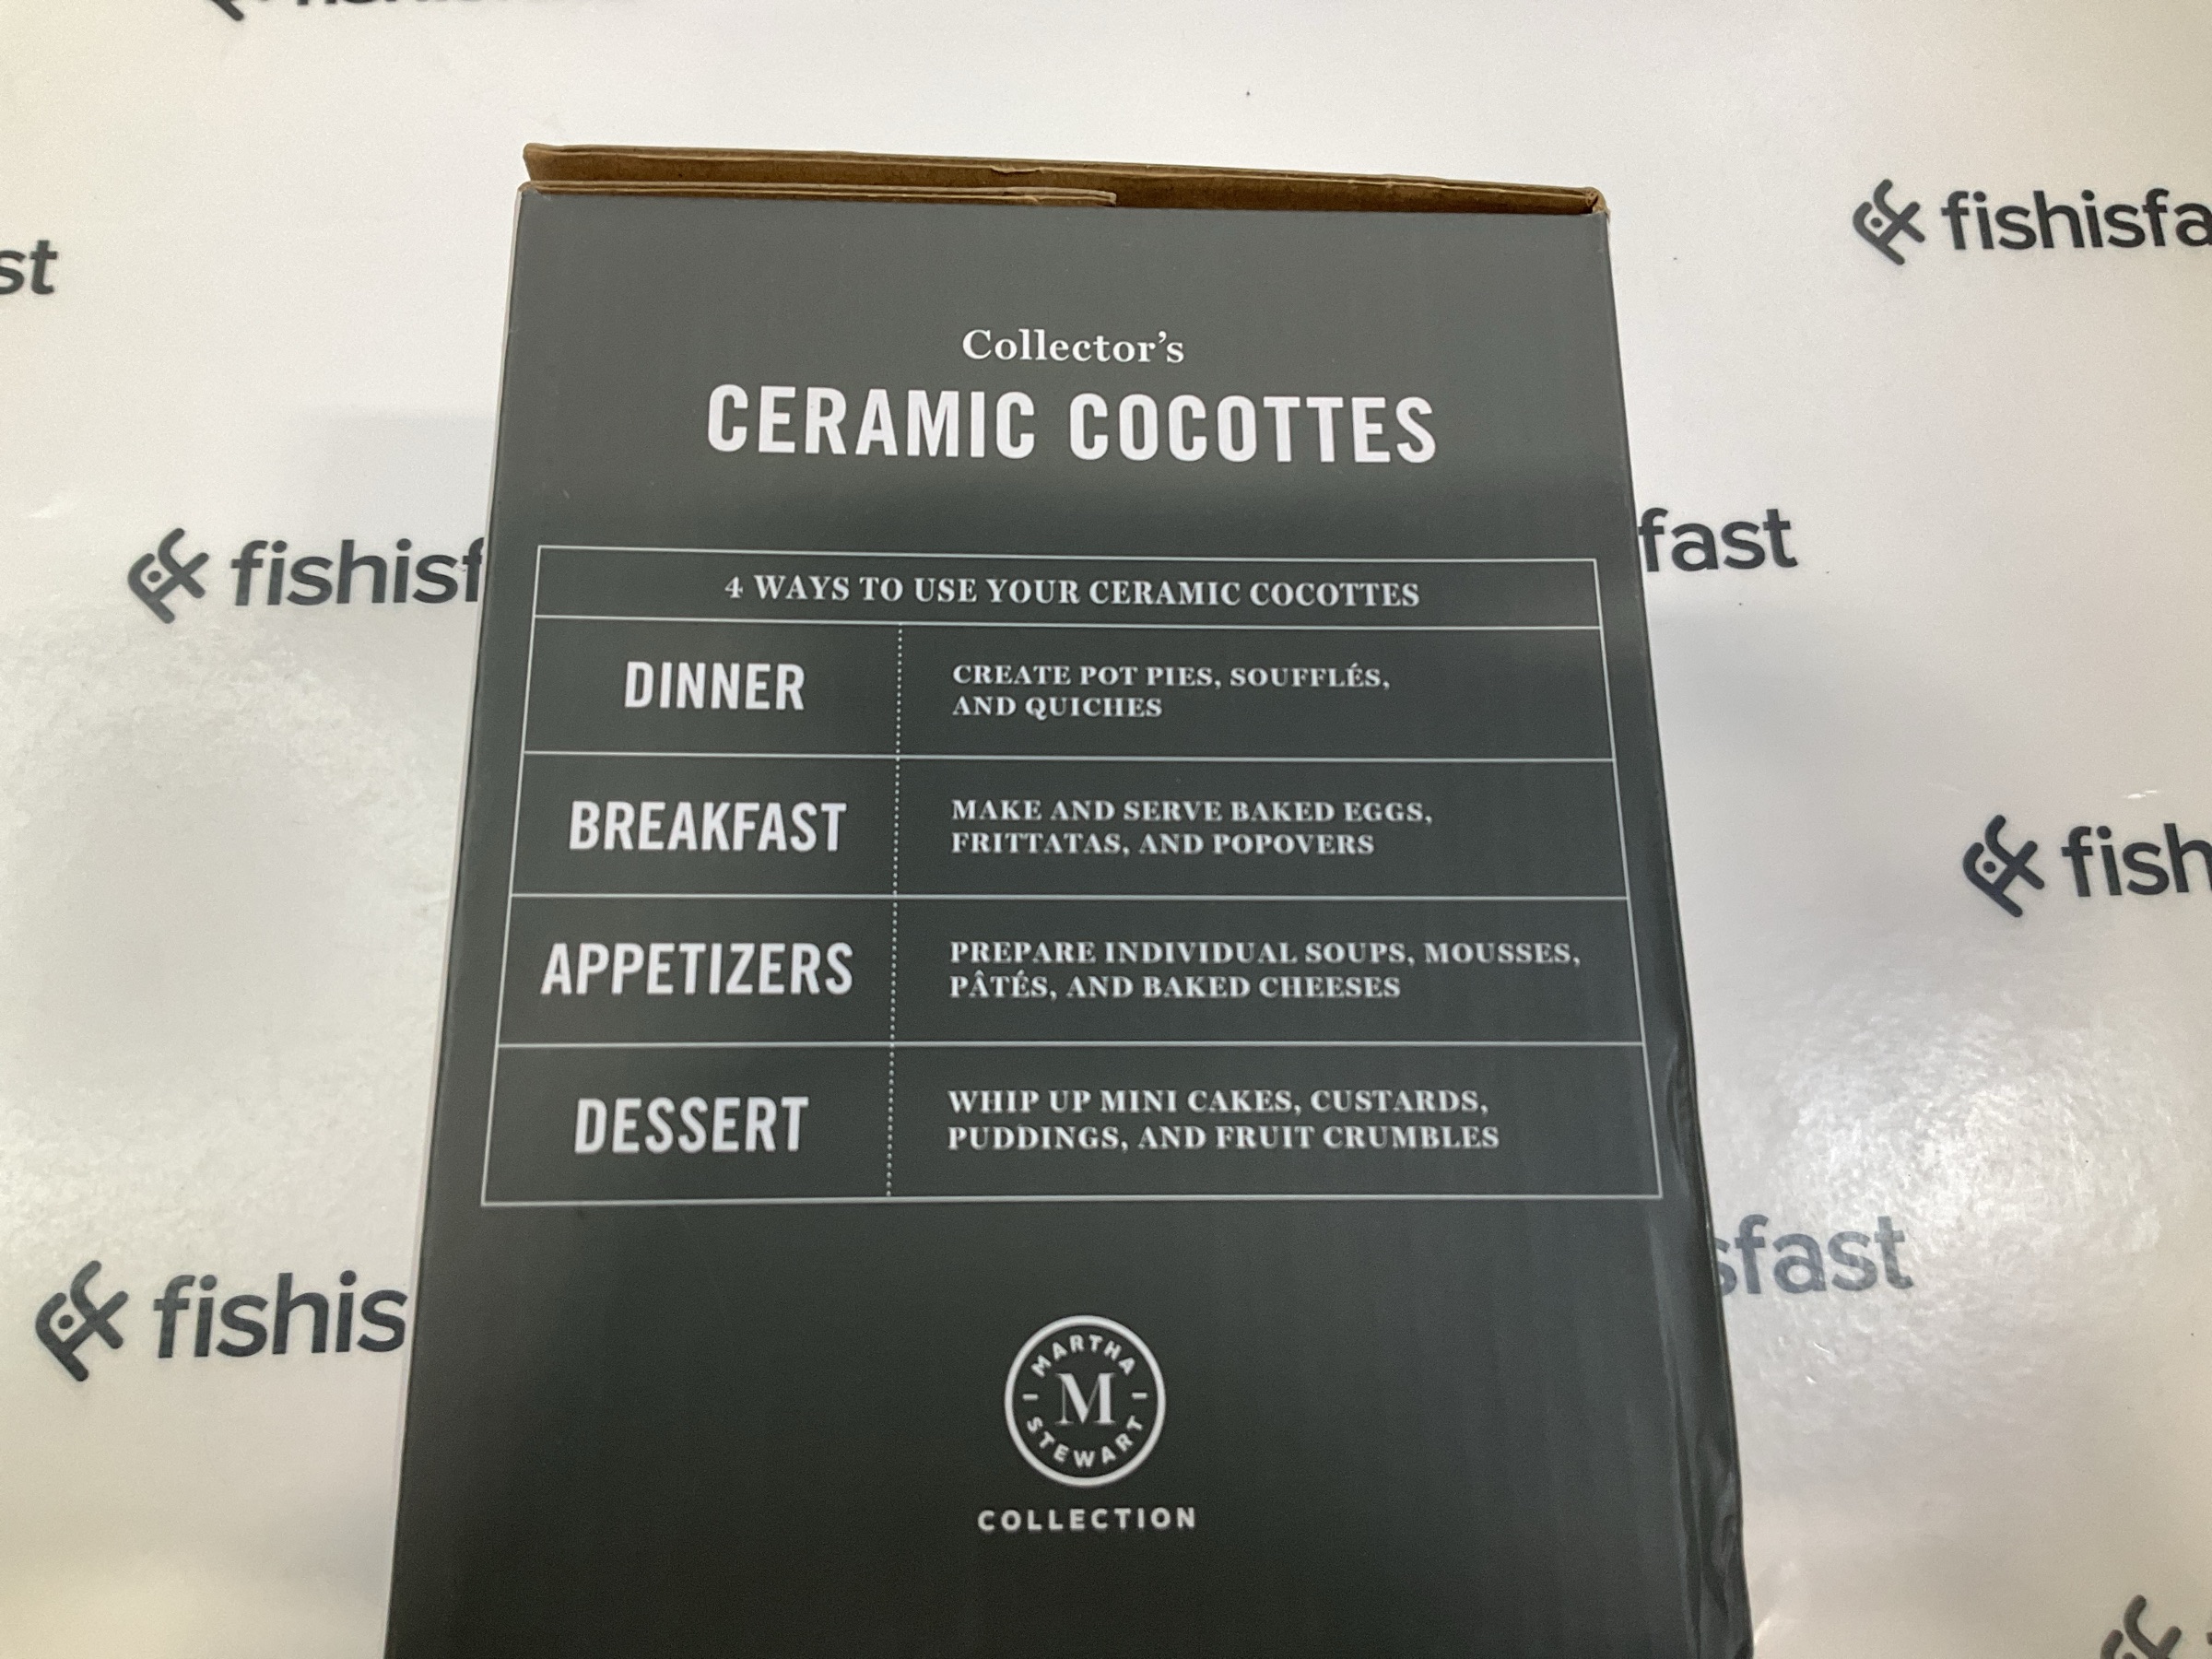 st
fishisfa
Collector's
CERAMIC COCOTTES
fishisf
fast
4 WAYS TO USE YOUR CERAMIC COCOTTES
DINNER
CREATE POT PIES, SOUFFLÉS,
AND QUICHES
BREAKFAST
MAKE AND SERVE BAKED EGGS,
FRITTATAS, AND POPOVERS
fish
APPETIZERS
PREPARE INDIVIDUAL SOUPS, MOUSSES,
PÂTÉS, AND BAKED CHEESES
DESSERT
WHIP UP MINI CAKES, CUSTARDS,
PUDDINGS, AND FRUIT CRUMBLES
fishis
sfast
MARTHA
M
STEWART
COLLECTION